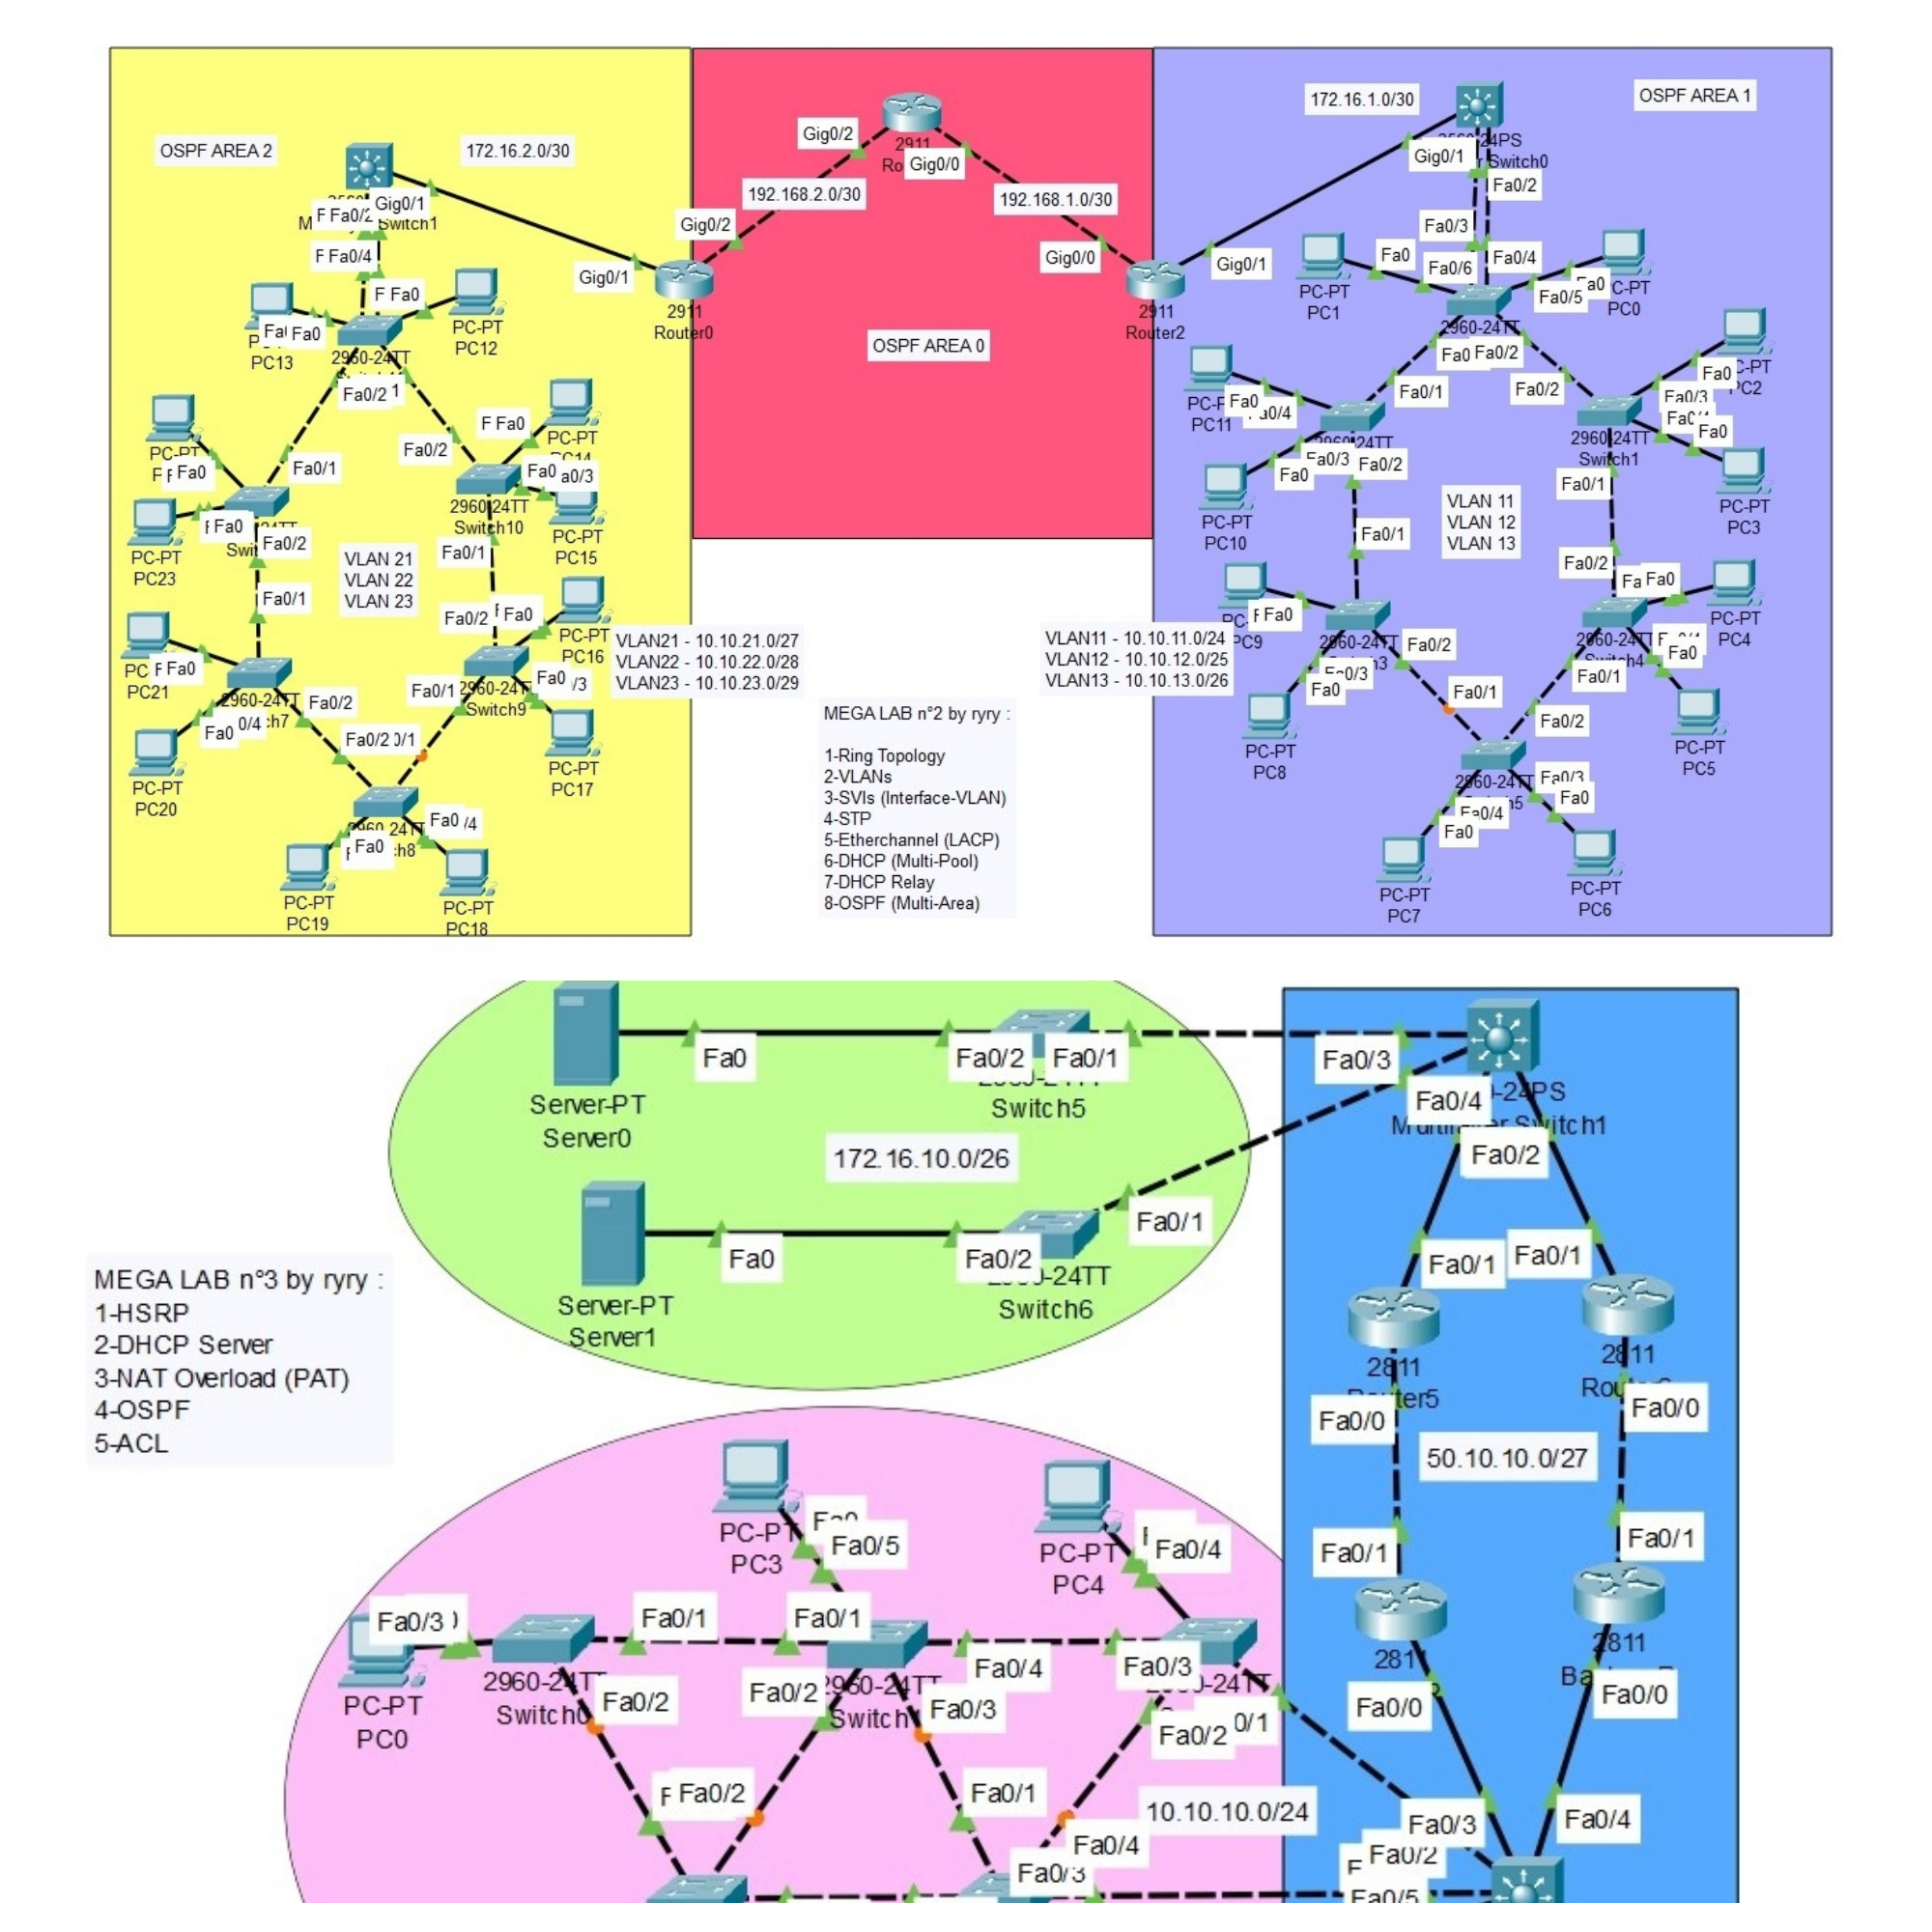 OSPF AREA 2
172.16.2.0/30
Gig0/1
Switch1
Fa0/2
Fa0/4
Fa0
PC13
PC-PT
PC12
2960-24TT
Fa0/2
Fa0/1
Fa0/2
PC-PT
Fa0
PC-PT
PC23
Fa0
Fa0/2
Fa0/1
2960-24TT
Switch10
Fa0
Fa0
PC-PT
PC15
Fa0/1
VLAN 21
VLAN 22
VLAN 23
Fa0/2
Fa0
PC-PT
PC16
Fa0
PC21
Fa0
PC-PT
PC20
Fa0/2
Fa0/1
2960-24TT
Switch9
Fa0
PC-PT
PC17
Fa0/2
Fa0
PC-PT
PC19
Fa0
PC-PT
PC18
Gig0/1
2911
Router0
Gig0/2
192.168.2.0/30
Gig0/2
2911
Gig0/0
192.168.1.0/30
Gig0/0
2911
Router2
OSPF AREA 0
VLAN21 - 10.10.21.0/27
VLAN22 - 10.10.22.0/28
VLAN23 - 10.10.23.0/29
VLAN11 - 10.10.11.0/24
VLAN12 - 10.10.12.0/25
VLAN13 - 10.10.13.0/26
MEGA LAB n°2 by ryry :
1-Ring Topology
2-VLANs
3-SVIs (Interface-VLAN)
4-STP
5-Etherchannel (LACP)
6-DHCP (Multi-Pool)
7-DHCP Relay
8-OSPF (Multi-Area)
172.16.1.0/30
OSPF AREA 1
Gig0/1
Switch0
Fa0/2
Gig0/1
Fa0/3
Fa0/4
Fa0
Fa0/6
Fa0/5
Fa0
PC-PT
PC1
PC0
2960-24TT
Fa0/2
Fa0/1
Fa0/2
Fa0
PC11
Fa0
Fa0/3
Fa0/2
PC-PT
PC10
2960-24TT
Switch1
Fa0
PC2
Fa0/3
Fa0
PC-PT
PC3
Fa0/1
Fa0/1
VLAN 11
VLAN 12
VLAN 13
Fa0/2
Fa0
PC-PT
PC4
Fa0
PC9
2960-24TT
Fa0/2
Fa0/3
Fa0
PC-PT
PC8
Fa0/1
2960-24TT
Switch4
Fa0
Fa0/1
Fa0/2
PC-PT
PC5
2960-24TT
Fa0/3
Fa0
Fa0/4
Fa0
PC-PT
PC7
PC-PT
PC6
Fa0
Fa0/2
Fa0/1
Switch5
Server-PT
Server0
172.16.10.0/26
Fa0
Fa0/2
Fa0/1
Switch6
Server-PT
Server1
Fa0/3
Fa0/4
Multilayer Switch1
Fa0/2
Fa0/1
Fa0/1
2811
2811
Fa0/0
Fa0/0
50.10.10.0/27
Fa0/1
Fa0/1
2811
Fa0/0
Fa0/0
MEGA LAB n°3 by ryry :
1-HSRP
2-DHCP Server
3-NAT Overload (PAT)
4-OSPF
5-ACL
PC-PT
PC3
Fa0/5
PC-PT
PC4
Fa0/4
Fa0/3
PC-PT
PC0
Fa0/1
Fa0/1
2960-24TT
Fa0/2
Fa0/2
2960-24TT
Fa0/3
Fa0/4
Fa0/3
Fa0/2
Fa0/2
Fa0/1
10.10.10.0/24
Fa0/4
Fa0/3
Fa0/3
Fa0/2
Fa0/4
Fa0/5